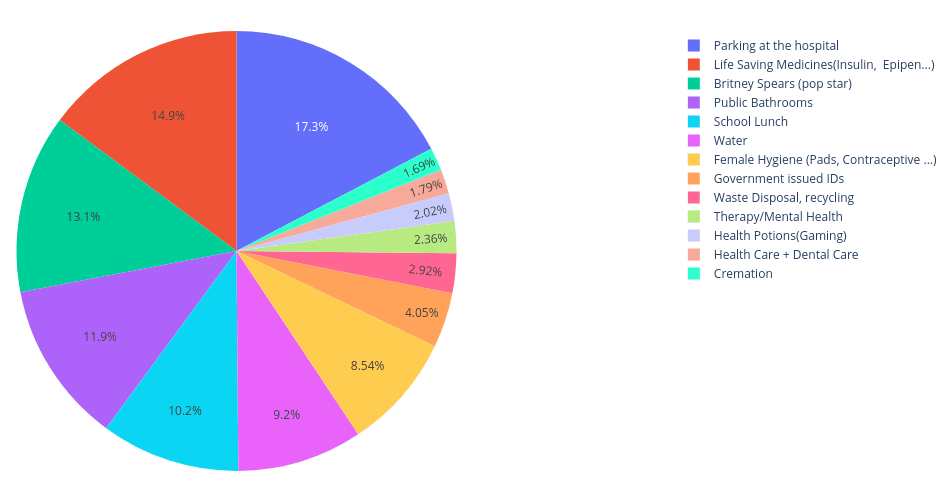 17.3%
14.9%
13.1%
11.9%
10.2%
9.2%
8.54%
4.05%
2.92%
2.36%
2.02%
1.79%
1.69%
Parking at the hospital
Life Saving Medicines(Insulin,  Epipen...)
Britney Spears (pop star)
Public Bathrooms
School Lunch
Water
Female Hygiene (Pads, Contraceptive ...)
Government issued IDs
Waste Disposal, recycling
Therapy/Mental Health
Health Potions(Gaming)
Health Care + Dental Care
Cremation